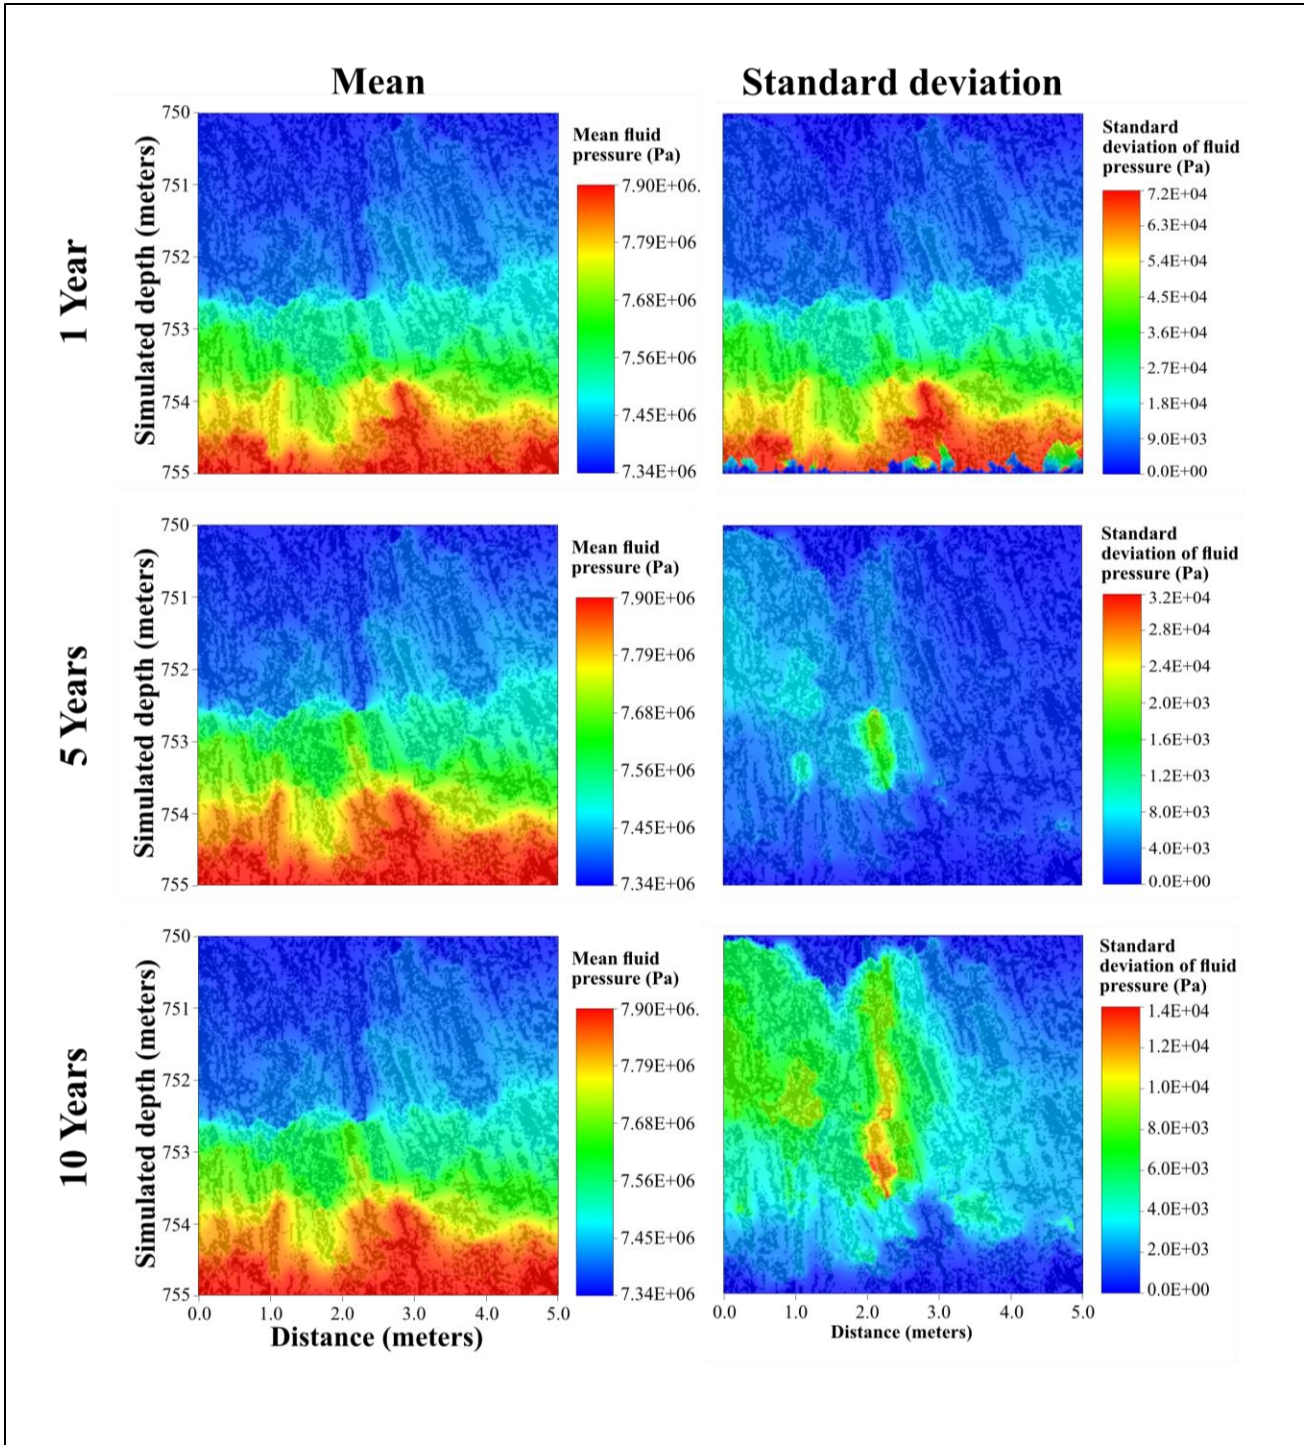 Mean
Standard deviation
1 Year
Simulated depth (meters)
750
751
752
753
754
755
Mean fluid
pressure (Pa)
7.90E+06.
7.79E+06
7.68E+06
7.56E+06
7.45E+06
7.34E+06
Standard
deviation of fluid
pressure (Pa)
7.2E+04
6.3E+04
5.4E+04
4.5E+04
3.6E+04
2.7E+04
1.8E+04
9.0E+03
0.0E+00
5 Years
Simulated depth (meters)
750
751
752
753
754
755
Mean fluid
pressure (Pa)
7.90E+06
7.79E+06
7.68E+06
7.56E+06
7.45E+06
7.34E+06
Standard
deviation of fluid
pressure (Pa)
3.2E+04
2.8E+04
2.4E+04
2.0E+03
1.6E+03
1.2E+03
8.0E+03
4.0E+03
0.0E+00
10 Years
Simulated depth (meters)
750
751
752
753
754
755
Mean fluid
pressure (Pa)
7.90E+06.
7.79E+06
7.68E+06
7.56E+06
7.45E+06
7.34E+06
Standard
deviation of fluid
pressure (Pa)
1.4E+04
1.2E+04
1.0E+04
8.0E+03
6.0E+03
4.0E+03
2.0E+03
0.0E+00
0.0 1.0 2.0 3.0 4.0 5.0
Distance (meters)
0.0 1.0 2.0 3.0 4.0 5.0
Distance (meters)